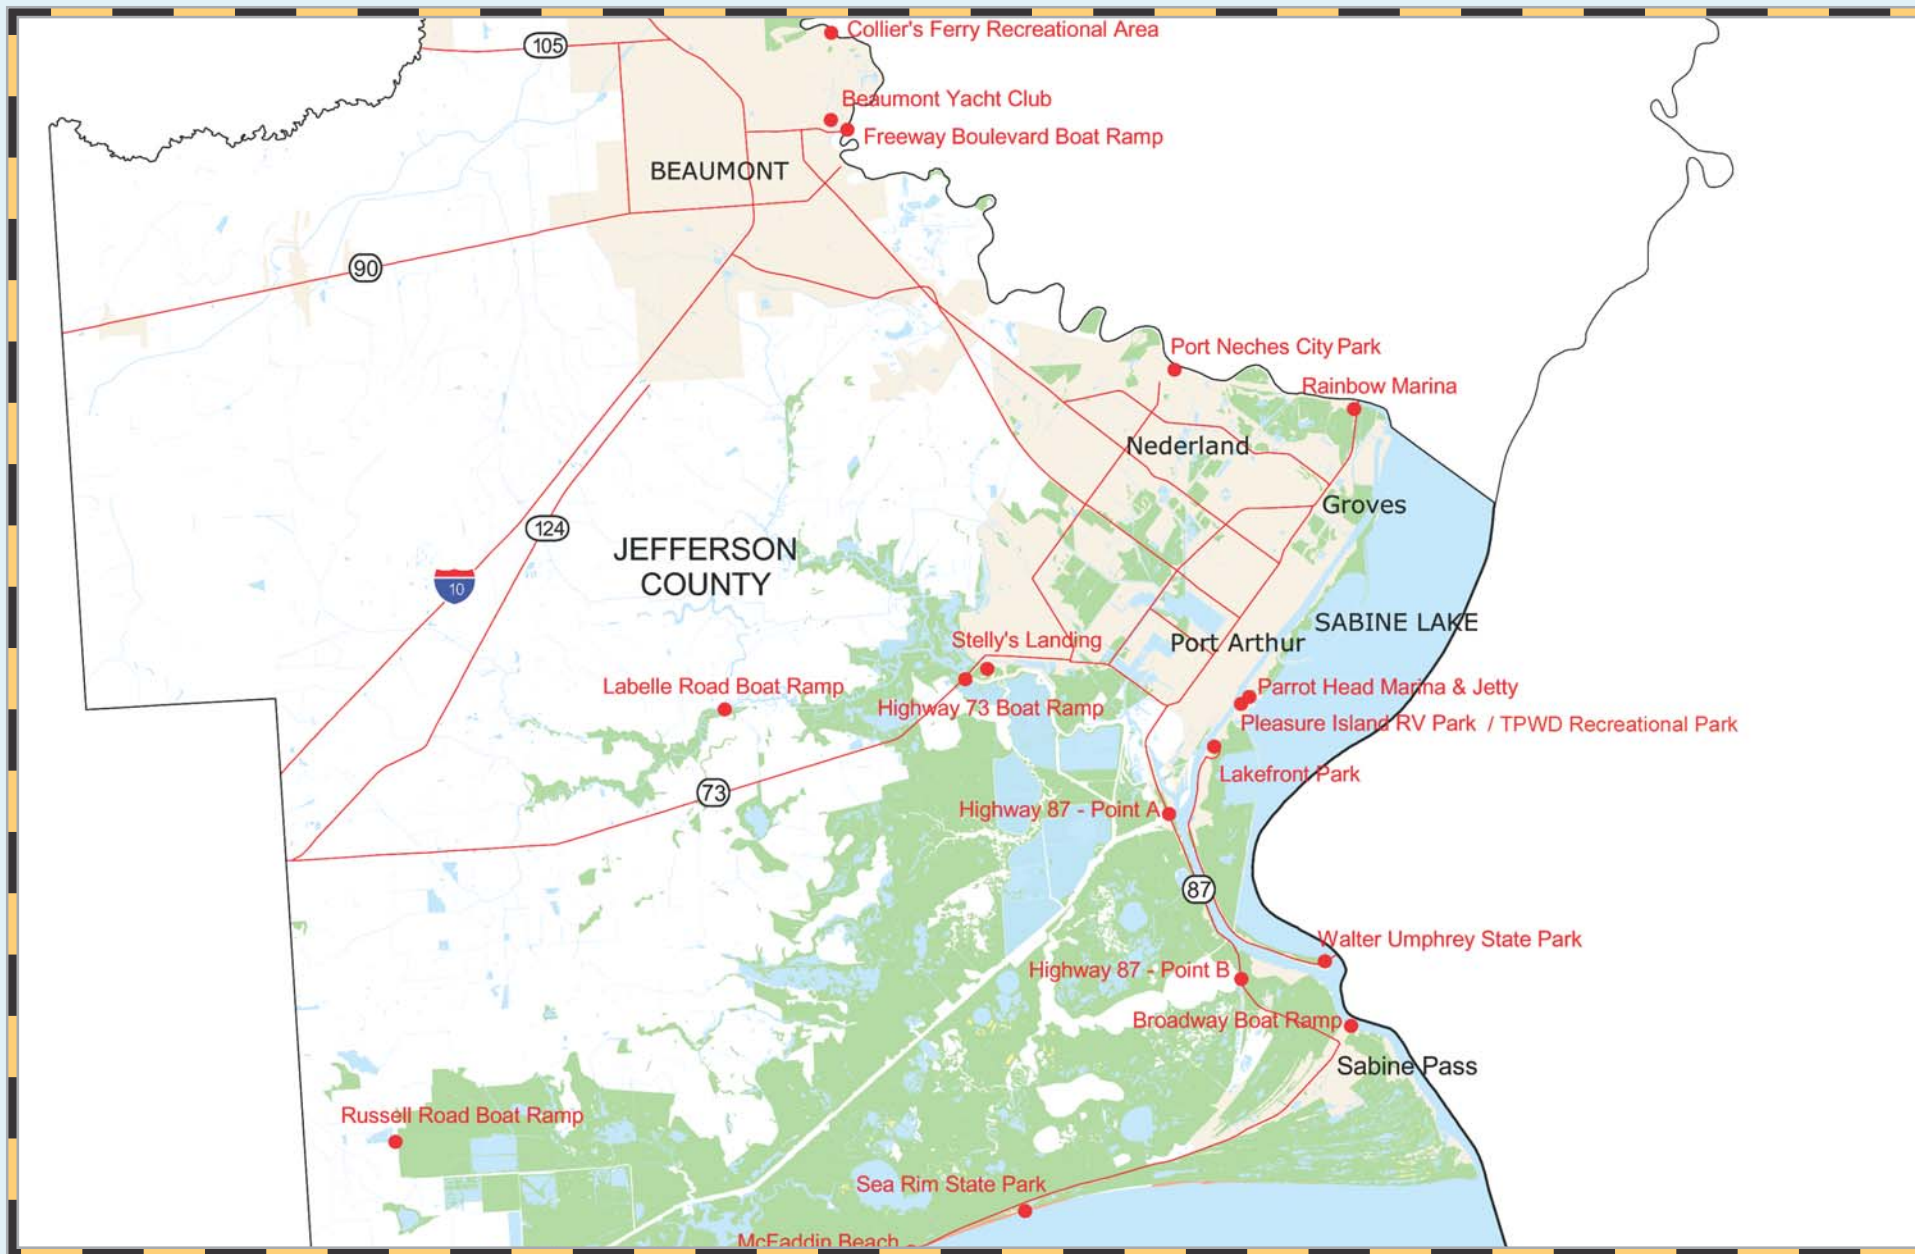 Collier's Ferry Recreational Area
105
Beaumont Yacht Club
Freeway Boulevard Boat Ramp
BEAUMONT
90
Port Neches City Park
Rainbow Marina
Nederland
Groves
124
JEFFERSON
COUNTY
10
SABINE LAKE
Stelly's Landing
Port Arthur
Labelle Road Boat Ramp
Parrot Head Marina & Jetty
Highway 73 Boat Ramp
Pleasure Island RV Park / TPWD Recreational Park
Lakefront Park
73
Highway 87 - Point A
87
Walter Umphrey State Park
Highway 87 - Point B
Broadway Boat Ramp
Sabine Pass
Russell Road Boat Ramp
Sea Rim State Park
McFaddin Beach